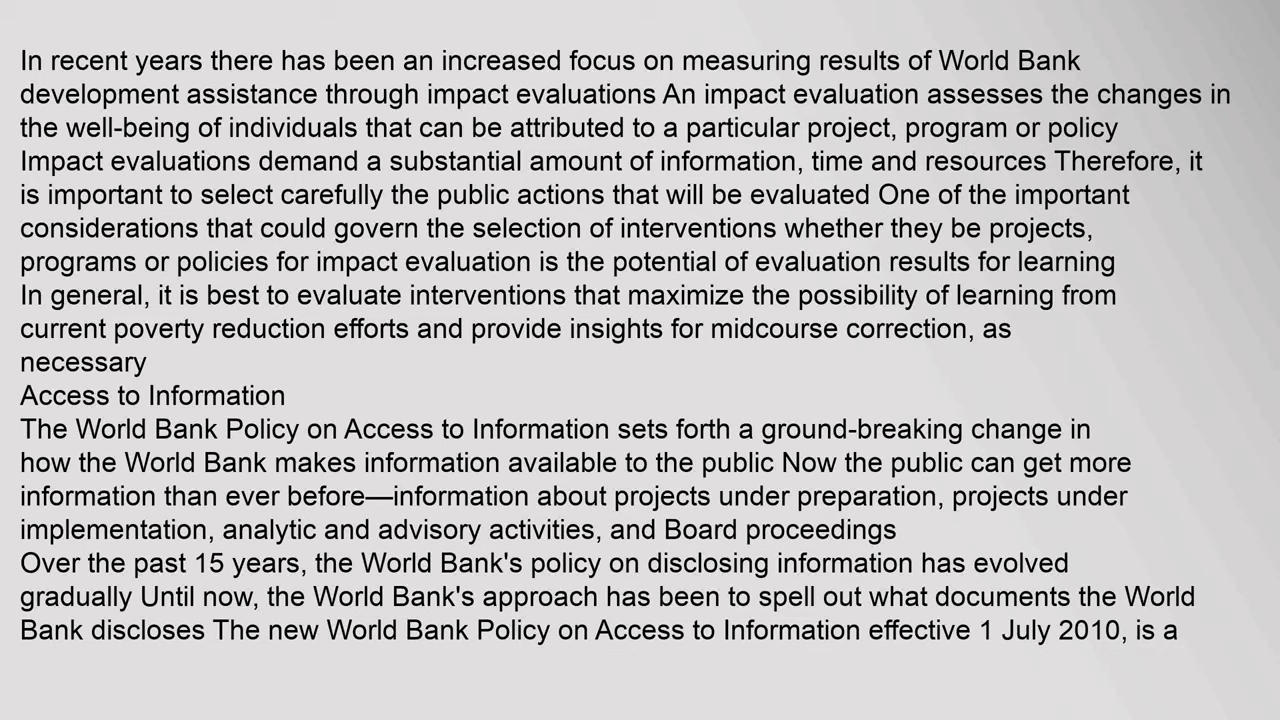 In recent years there has been an increased focus on measuring results of World Bank
development assistance through impact evaluations An impact evaluation assesses the changes in
the well-being of individuals that can be attributed to a particular project, program or policy
Impact evaluations demand a substantial amount of information, time and resources Therefore, it
is important to select carefully the public actions that will be evaluated One of the important
considerations that could govern the selection of interventions whether they be projects,
programs or policies for impact evaluation is the potential of evaluation results for learning
In general, it is best to evaluate interventions that maximize the possibility of learning from
current poverty reduction efforts and provide insights for midcourse correction, as
necessary
Access to Information
The World Bank Policy on Access to Information sets forth a ground-breaking change in
how the World Bank makes information available to the public Now the public can get more
information than ever before—information about projects under preparation, projects under
implementation, analytic and advisory activities, and Board proceedings
Over the past 15 years, the World Bank's policy on disclosing information has evolved
gradually Until now, the World Bank's approach has been to spell out what documents the World
Bank discloses The new World Bank Policy on Access to Information effective 1 July 2010, is a